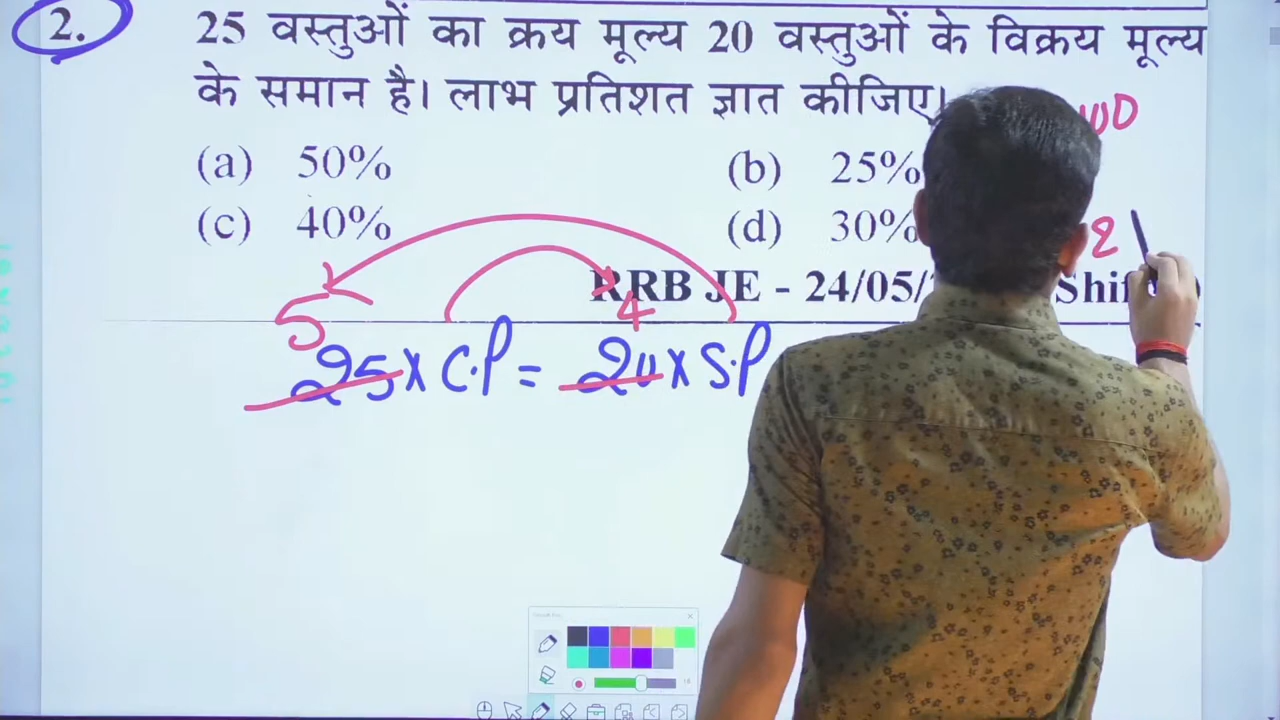 2. 25 वस्तुओं का क्रय मूल्य 20 वस्तुओं के विक्रय मूल्य
के समान है। लाभ प्रतिशत ज्ञात कीजिए।
(a) 50% (b) 25%
(c) 40% (d) 30%
RRB JE - 24/05/
5 4
25 × C.P = 20 × S.P